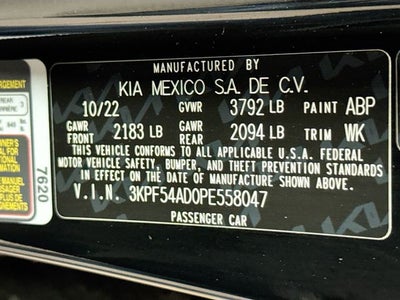 MANUFACTURED BY
KIA MEXICO S.A. DE C.V.
10/22 GVWR 3792 LB PAINT ABP
GAWR FRONT 2183 LB GAWR REAR 2094 LB TRIM WK
THIS VEHICLE CONFORMS TO ALL APPLICABLE U.S.A. FEDERAL
MOTOR VEHICLE SAFETY, BUMPER, AND THEFT PREVENTION STANDARDS
IN EFFECT ON THE DATE OF MANUFACTURE SHOWN ABOVE.
V.I.N. 3KPF54AD0PE558047
PASSENGER CAR
7620